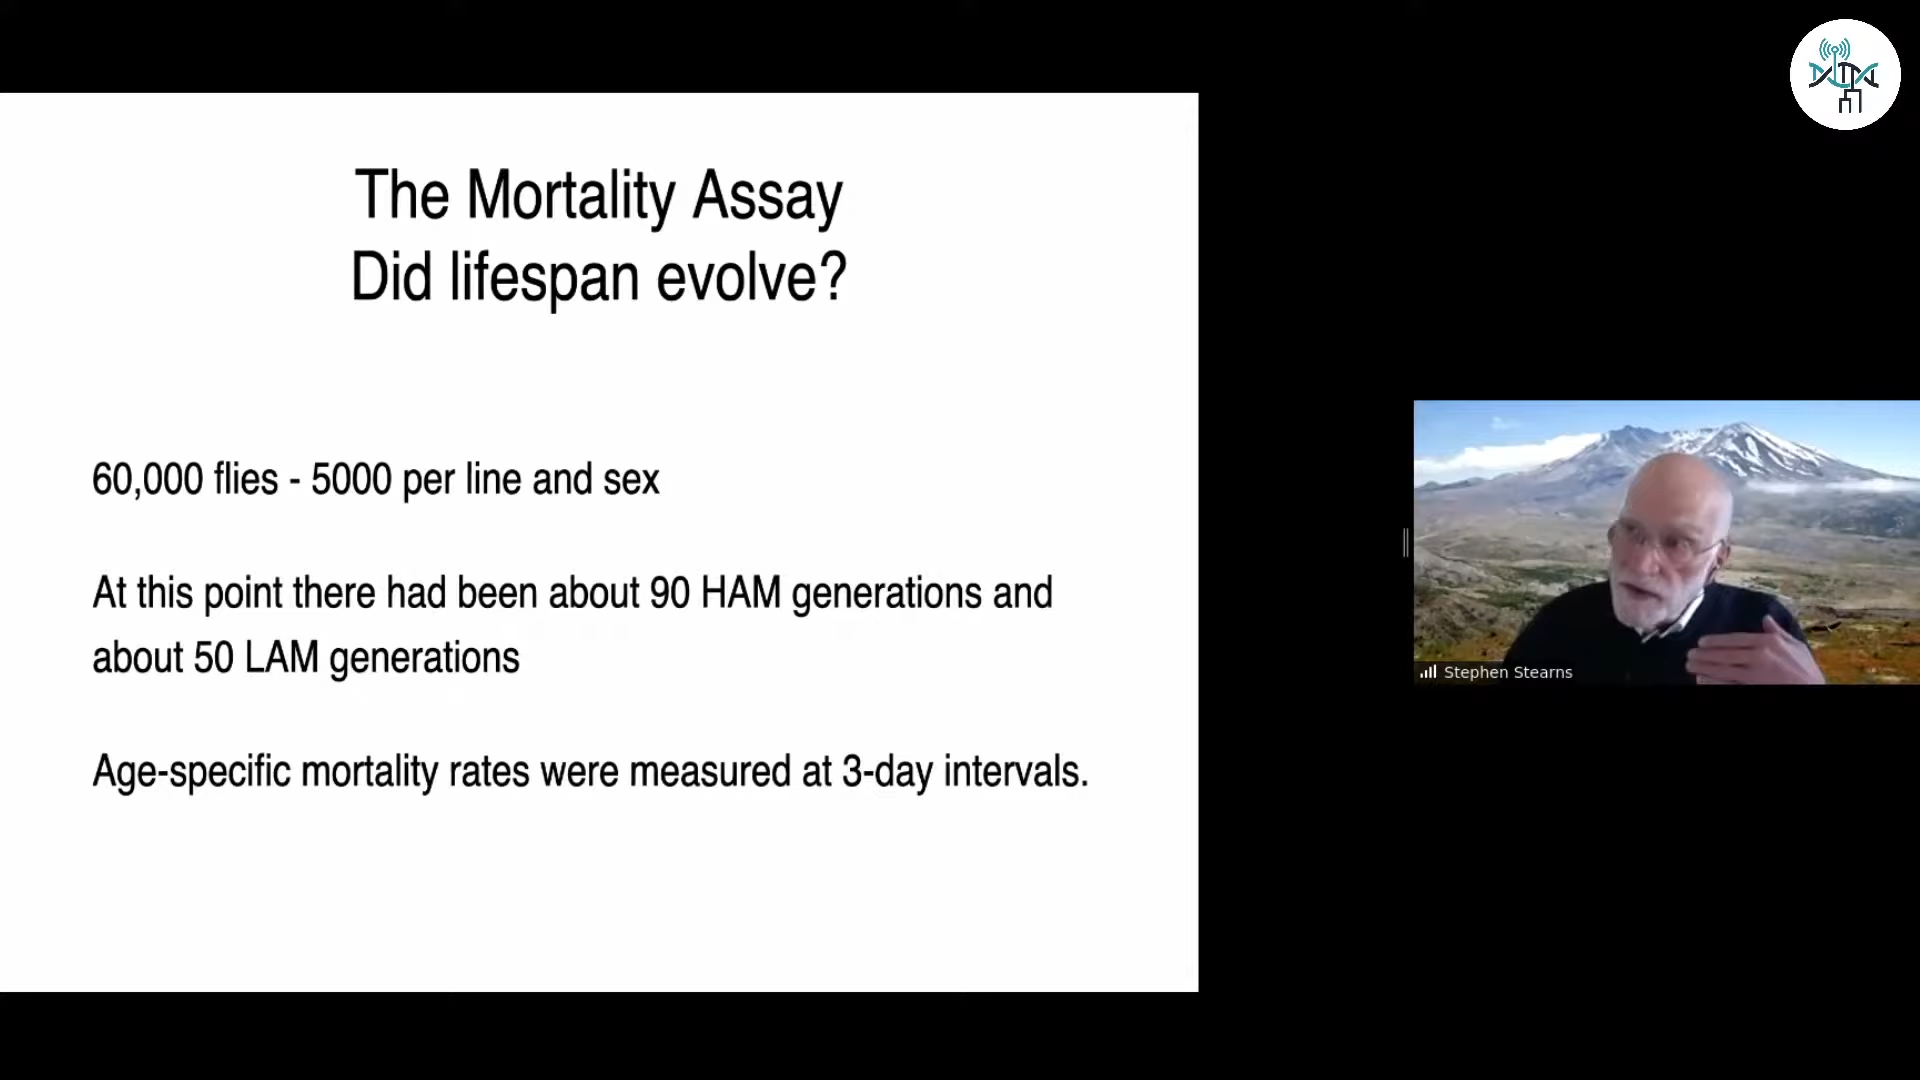 The Mortality Assay
Did lifespan evolve?
60,000 flies - 5000 per line and sex
At this point there had been about 90 HAM generations and
about 50 LAM generations
Age-specific mortality rates were measured at 3-day intervals.
Stephen Stearns